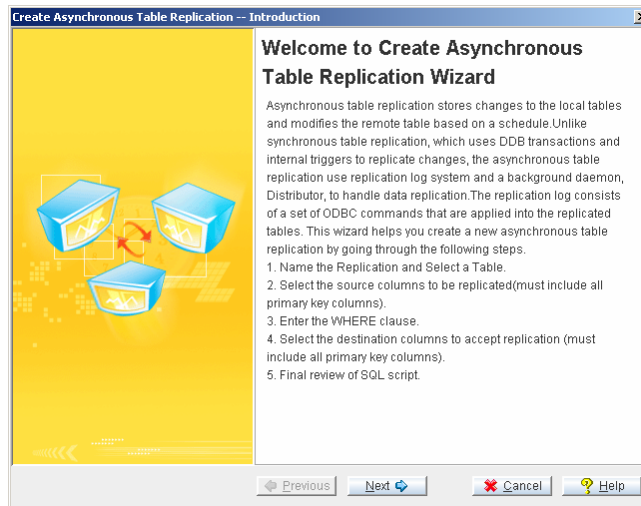 Create Asynchronous Table Replication -- Introduction
Welcome to Create Asynchronous
Table Replication Wizard
Asynchronous table replication stores changes to the local tables
and modifies the remote table based on a schedule.Unlike
synchronous table replication, which uses DDB transactions and
internal triggers to replicate changes, the asynchronous table
replication use replication log system and a background daemon,
Distributor, to handle data replication.The replication log consists
of a set of ODBC commands that are applied into the replicated
tables. This wizard helps you create a new asynchronous table
replication by going through the following steps.
1. Name the Replication and Select a Table.
2. Select the source columns to be replicated(must include all
primary key columns).
3. Enter the WHERE clause.
4. Select the destination columns to accept replication (must
include all primary key columns).
5. Final review of SQL script.
Previous Next Cancel Help